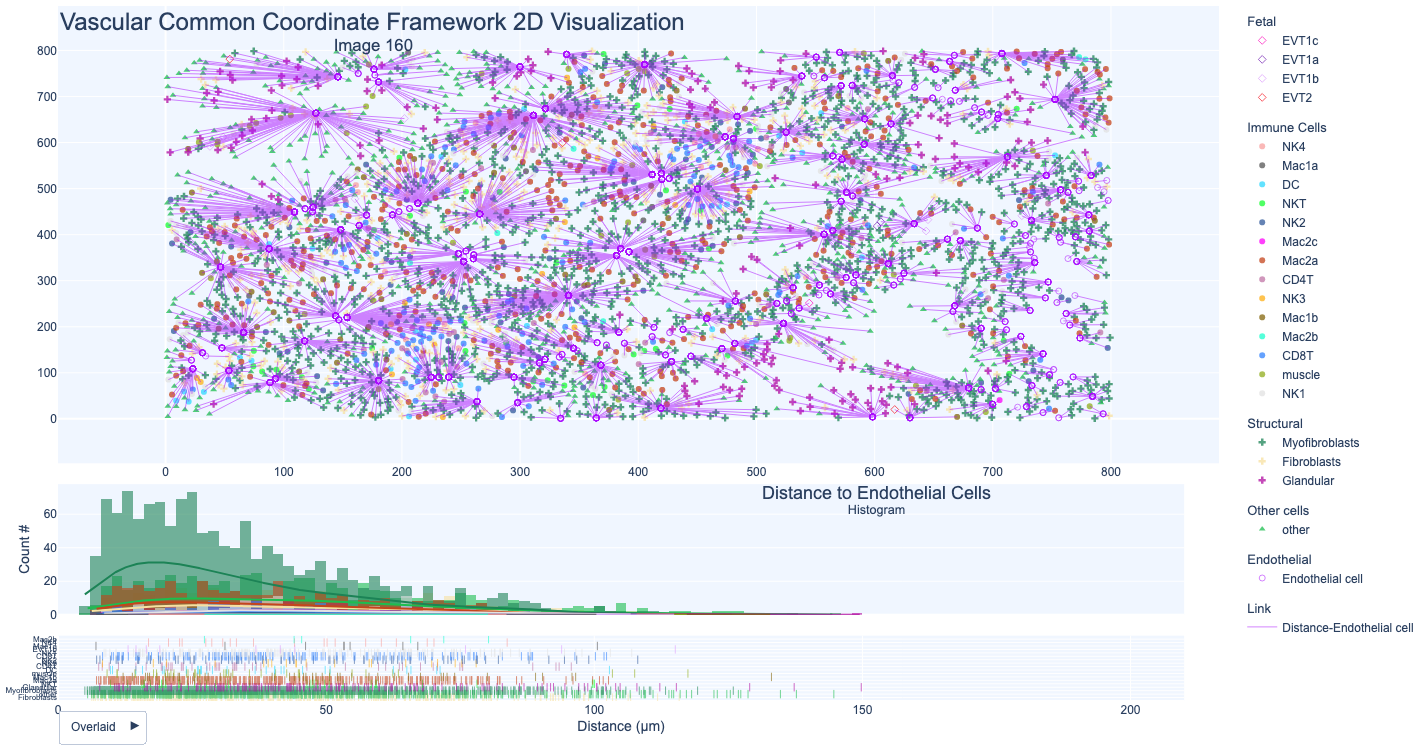 Vascular Common Coordinate Framework 2D Visualization
Image 160
800
700
600
500
400
300
200
100
0
0 100 200 300 400 500 600 700 800
Fetal
EVT1c
EVT1a
EVT1b
EVT2
Immune Cells
NK4
Mac1a
DC
NKT
NK2
Mac2c
Mac2a
CD4T
NK3
Mac1b
Mac2b
CD8T
muscle
NK1
Structural
Myofibroblasts
Fibroblasts
Glandular
Other cells
other
Endothelial
Endothelial cell
Link
Distance-Endothelial cell
Distance to Endothelial Cells
Histogram
Count #
60
40
20
0
Mac2b
Myofibroblasts
Fibroblasts
0 50 100 150 200
Distance (μm)
Overlaid ▶